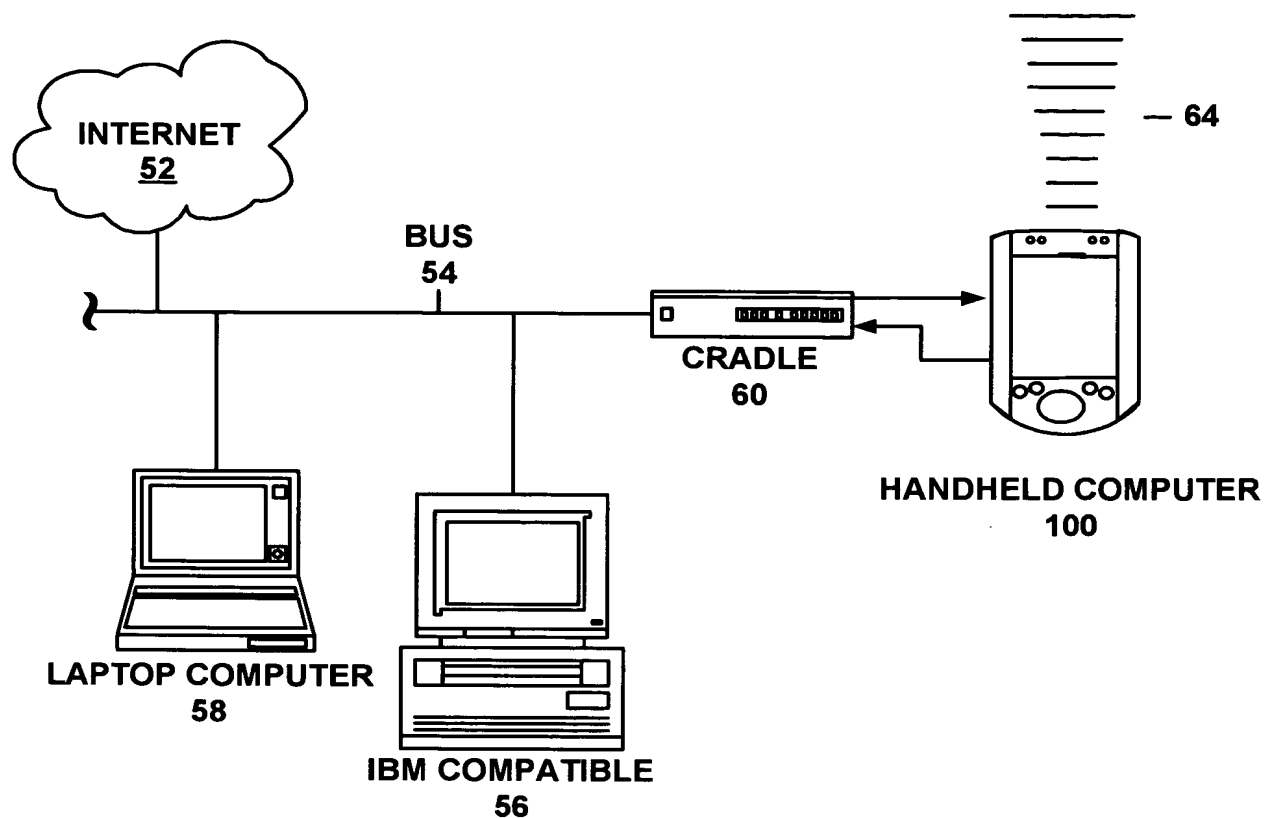 INTERNET
52
BUS
54
64
CRADLE
60
HANDHELD COMPUTER
100
LAPTOP COMPUTER
58
IBM COMPATIBLE
56